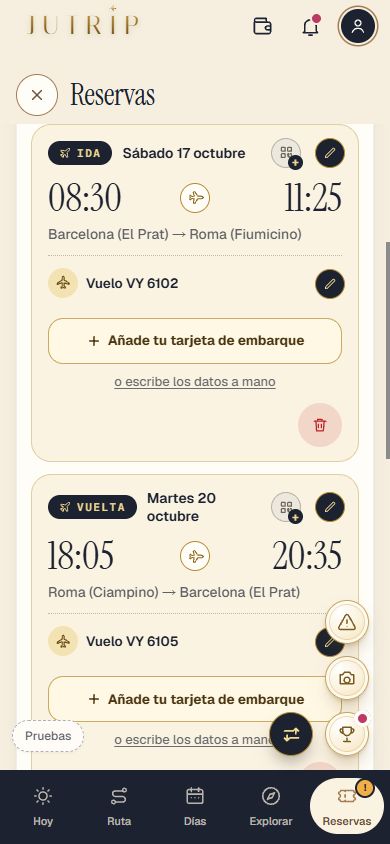 JUTRIP
Reservas
IDA
Sábado 17 octubre
08:30
11:25
Barcelona (El Prat) → Roma (Fiumicino)
Vuelo VY 6102
+ Añade tu tarjeta de embarque
o escribe los datos a mano
VUELTA
Martes 20
octubre
18:05
20:35
Roma (Ciampino) → Barcelona (El Prat)
Vuelo VY 6105
+ Añade tu tarjeta de embarque
Pruebas
o escribe los datos a mano
Hoy
Ruta
Días
Explorar
!
Reservas